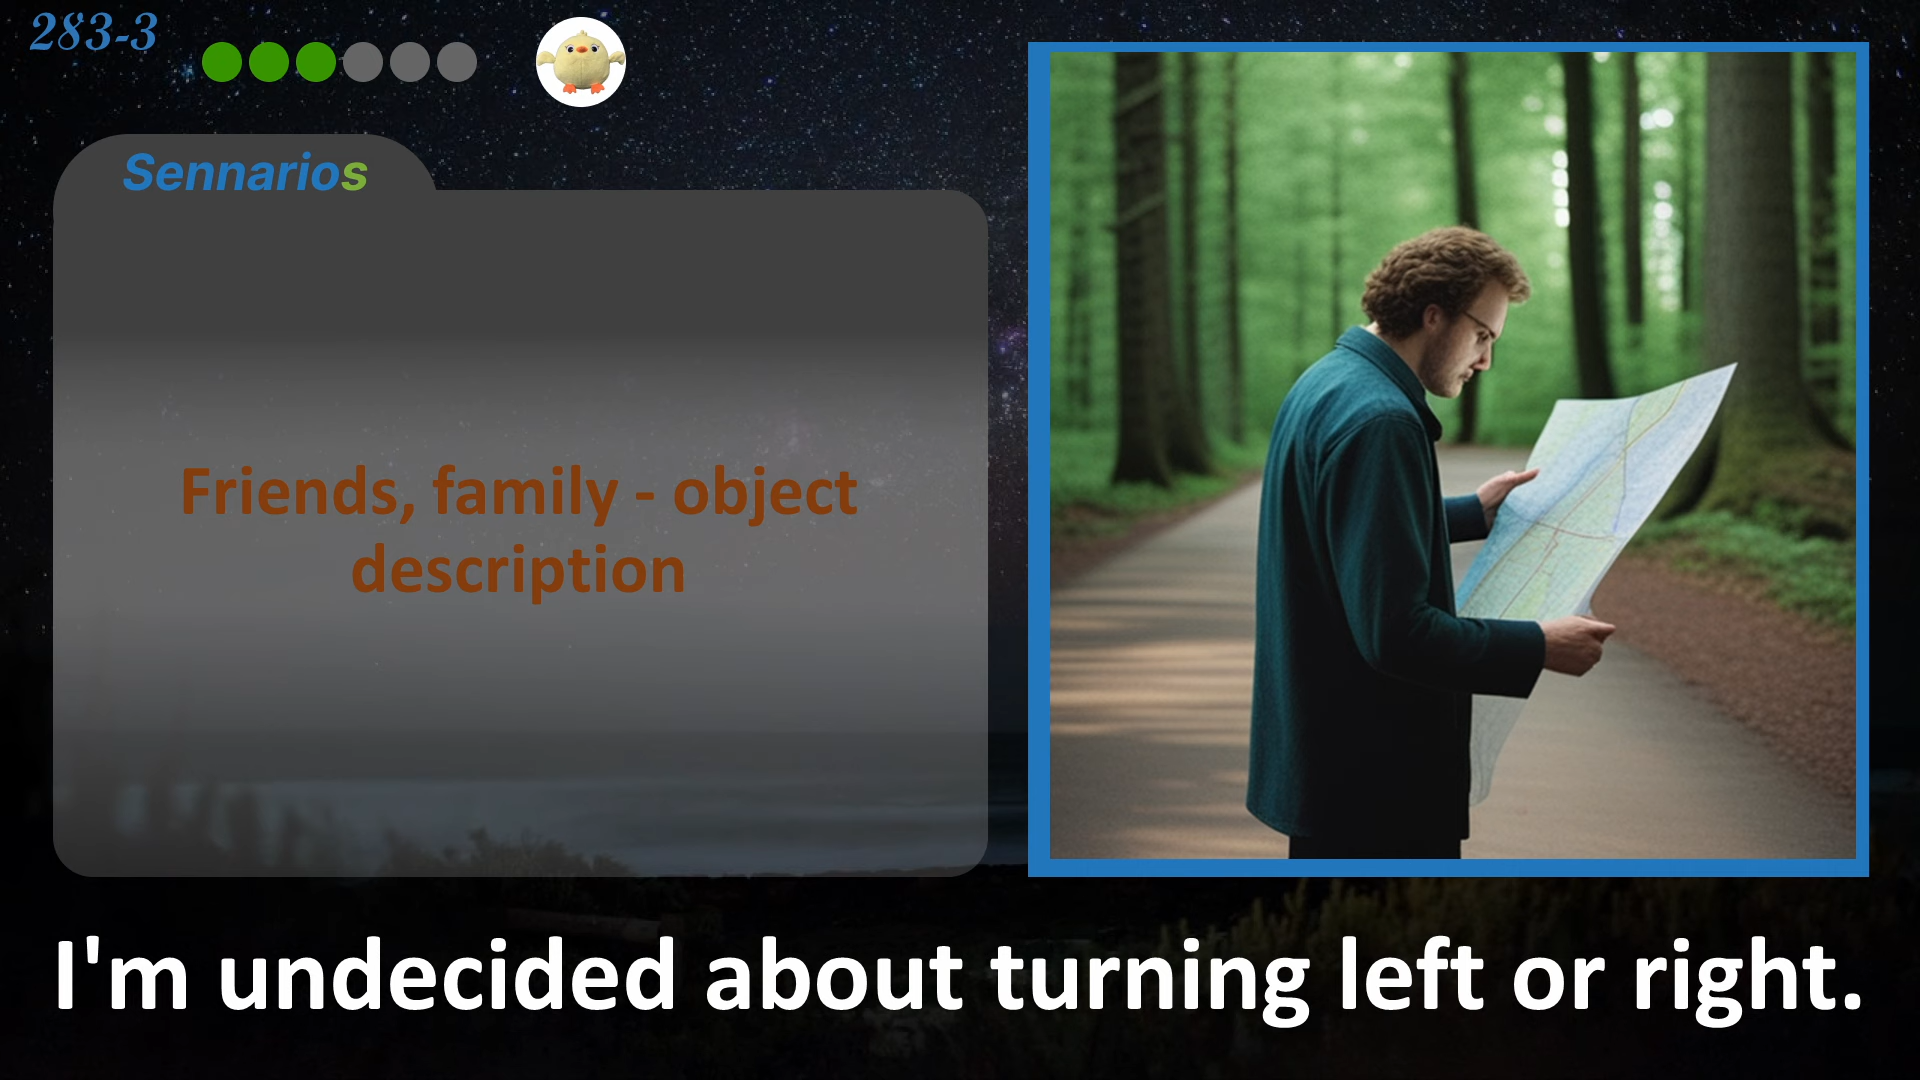 283-3
Sennarios
Friends, family - object
description
I'm undecided about turning left or right.